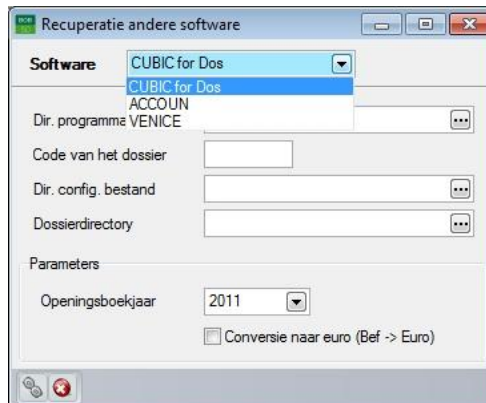 Recuperatie andere software
Software CUBIC for Dos
CUBIC for Dos
ACCOUN
VENICE
Dir. programma
Code van het dossier
Dir. config. bestand
Dossierdirectory
Parameters
Openingsboekjaar 2011
Conversie naar euro (Bef -> Euro)